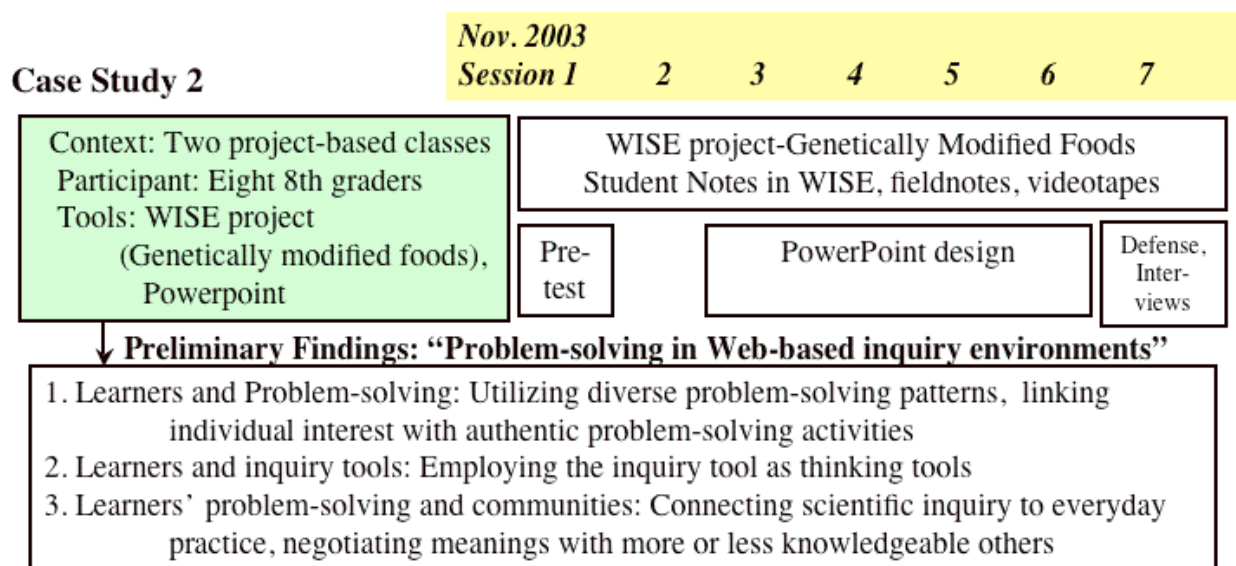 Nov. 2003
Case Study 2
Session 1 2 3 4 5 6 7
Context: Two project-based classes
Participant: Eight 8th graders
Tools: WISE project
(Genetically modified foods),
Powerpoint
WISE project-Genetically Modified Foods
Student Notes in WISE, fieldnotes, videotapes
Pre-
test
PowerPoint design
Defense,
Inter-
views
Preliminary Findings: “Problem-solving in Web-based inquiry environments”
1. Learners and Problem-solving: Utilizing diverse problem-solving patterns, linking
individual interest with authentic problem-solving activities
2. Learners and inquiry tools: Employing the inquiry tool as thinking tools
3. Learners’ problem-solving and communities: Connecting scientific inquiry to everyday
practice, negotiating meanings with more or less knowledgeable others